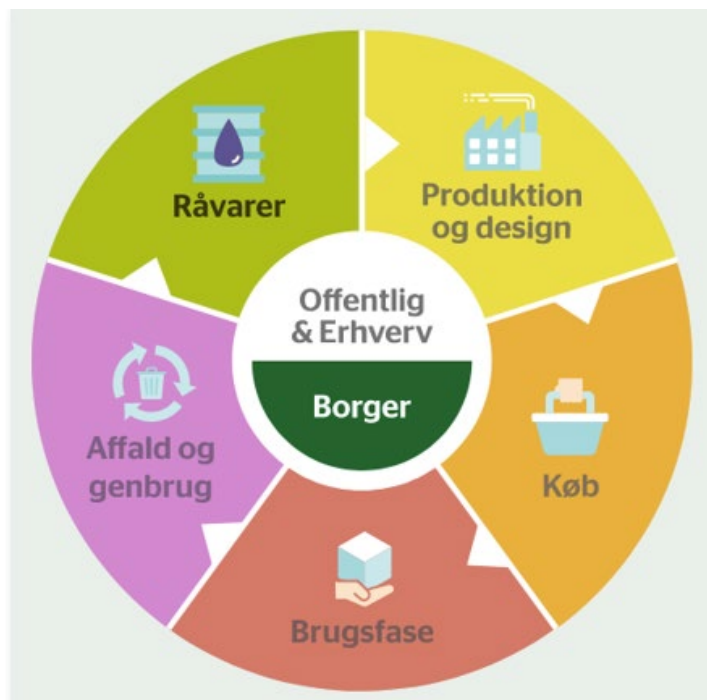 Råvarer
Produktion
og design
Offentlig
& Erhverv
Borger
Køb
Brugsfase
Affald og
genbrug